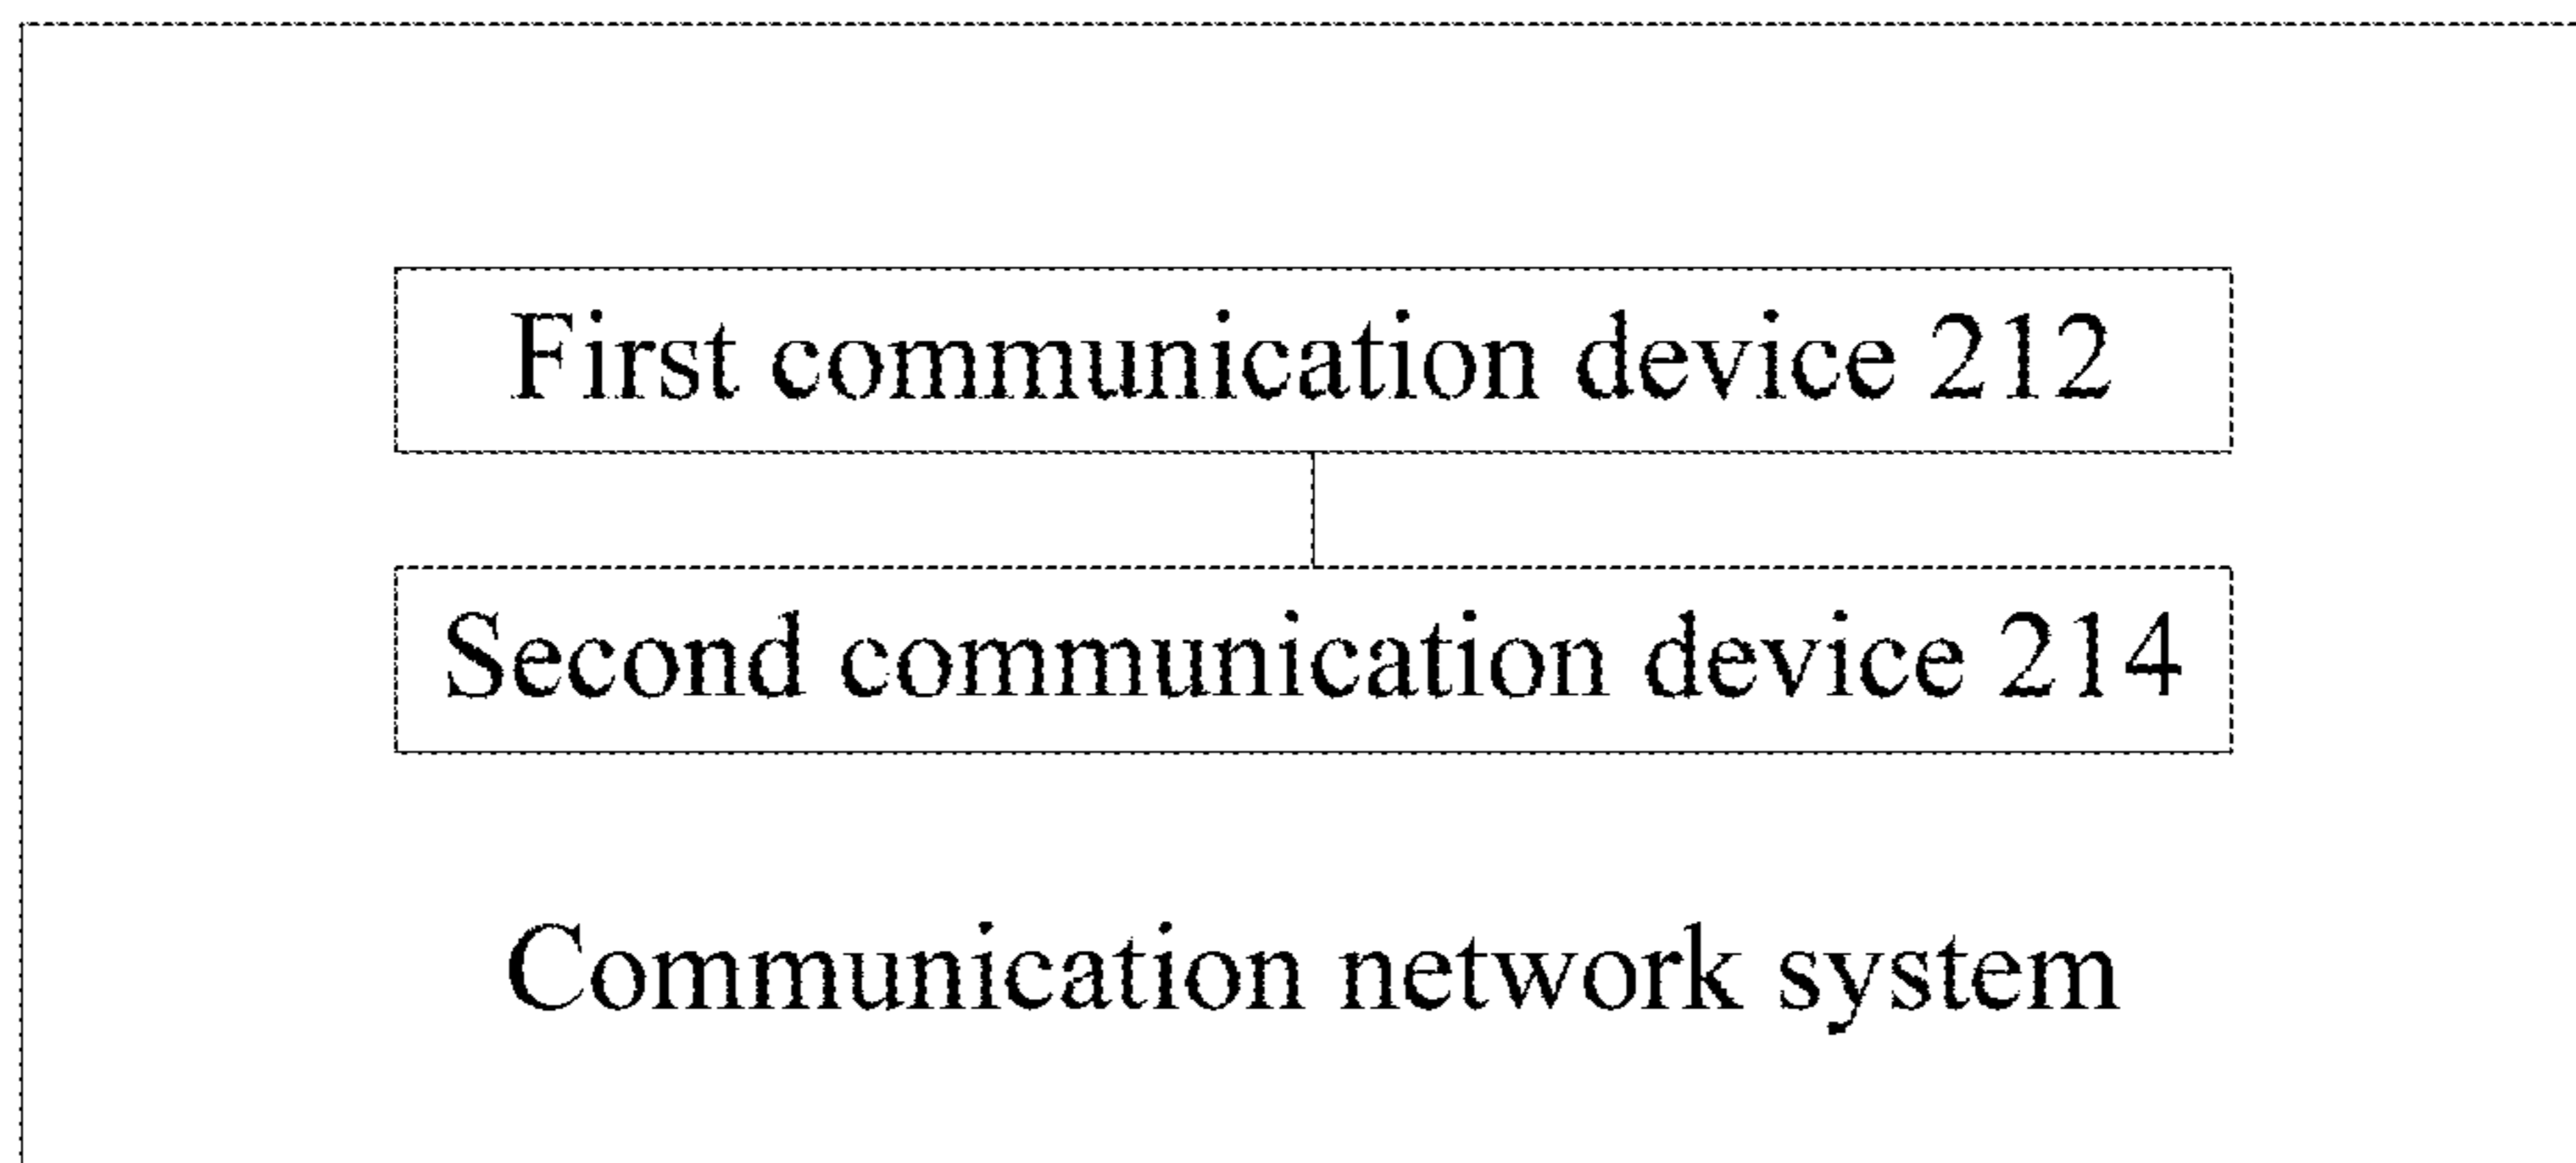 First communication device 212
Second communication device 214
Communication network system